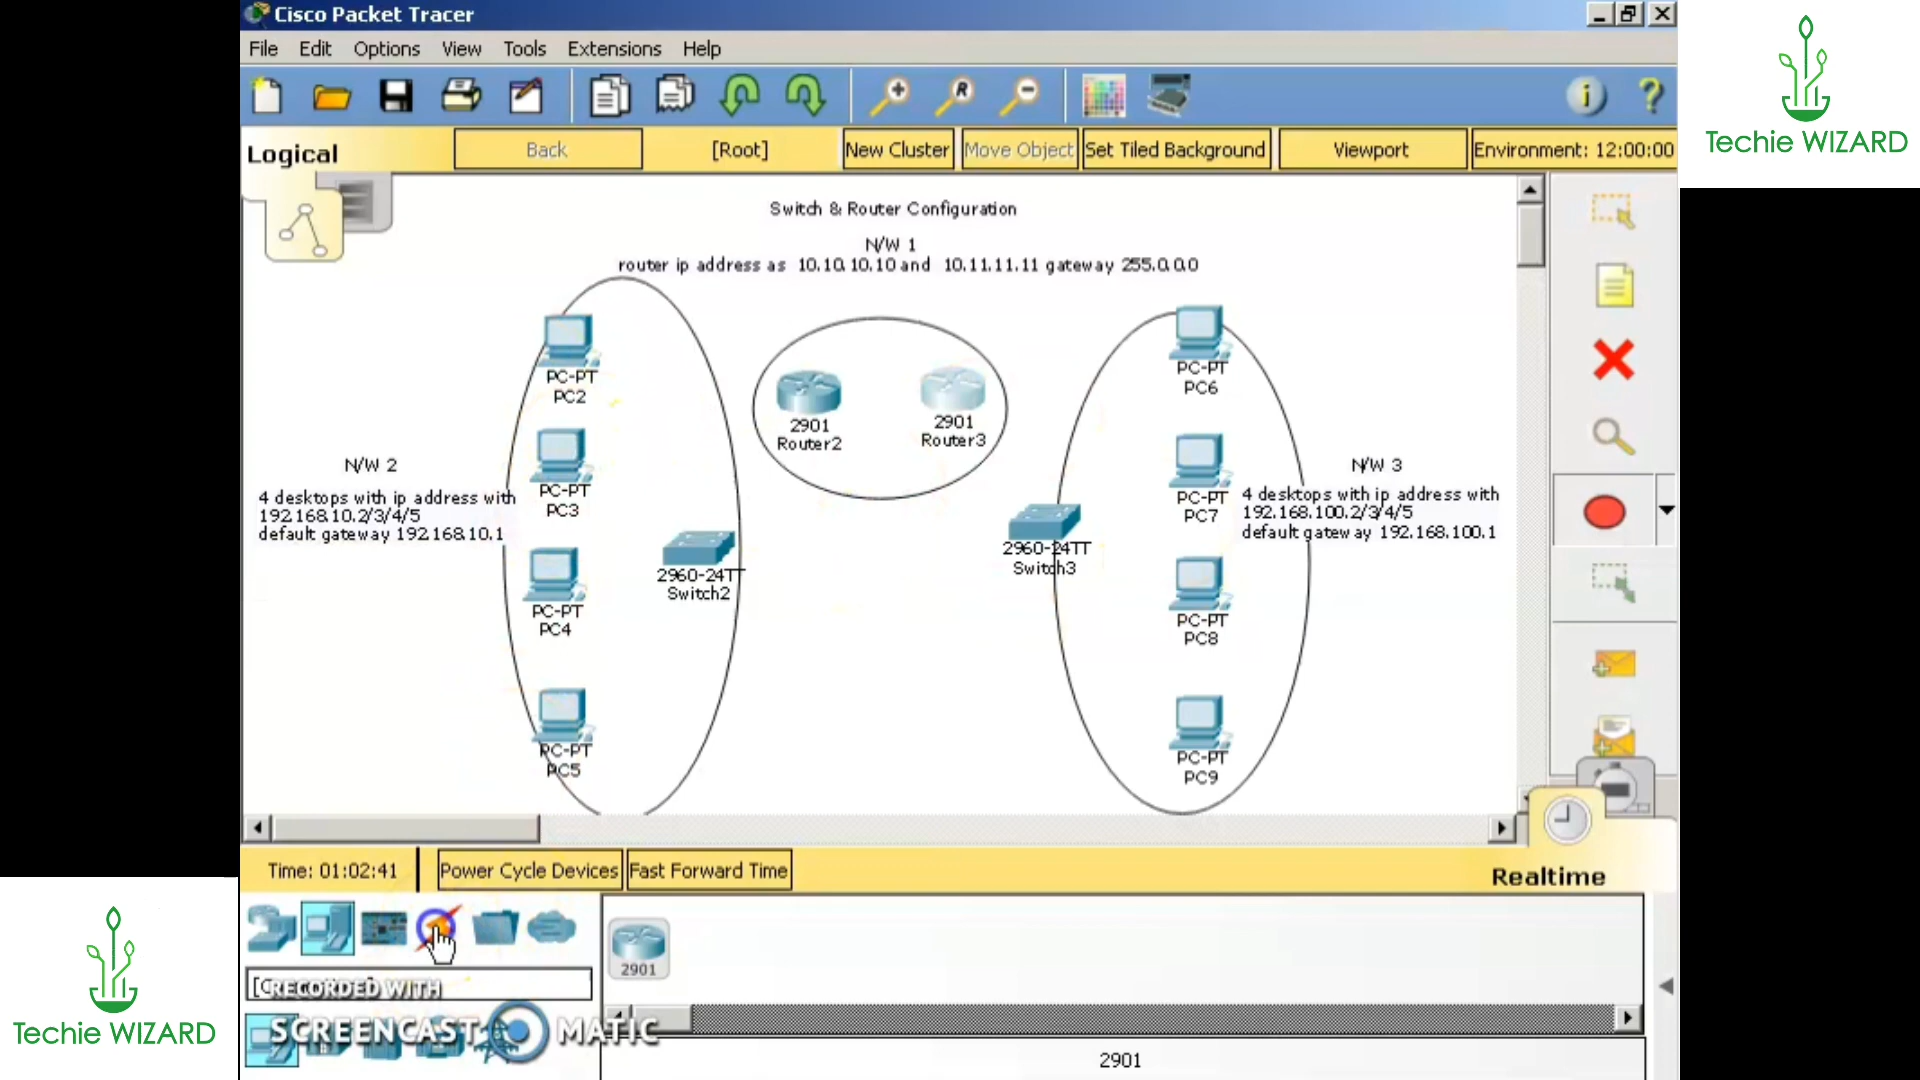 Cisco Packet Tracer
File Edit Options View Tools Extensions Help
Logical Back [Root] New Cluster Move Object Set Tiled Background Viewport Environment: 12:00:00
Techie WIZARD
Switch & Router Configuration
N/W 1
router ip address as 10.10.10.10 and 10.11.11.11 gateway 255.0.0.0
PC-PT
PC2
PC-PT
PC3
PC-PT
PC4
PC-PT
PC5
N/W 2
4 desktops with ip address with
192.168.10.2/3/4/5
default gateway 192.168.10.1
2960-24TT
Switch2
2901
Router2
2901
Router3
2960-24TT
Switch3
PC-PT
PC6
PC-PT
PC7
PC-PT
PC8
PC-PT
PC9
N/W 3
4 desktops with ip address with
192.168.100.2/3/4/5
default gateway 192.168.100.1
Time: 01:02:41 Power Cycle Devices Fast Forward Time Realtime
2901
RECORDED WITH
SCREENCAST MATIC
2901
Techie WIZARD